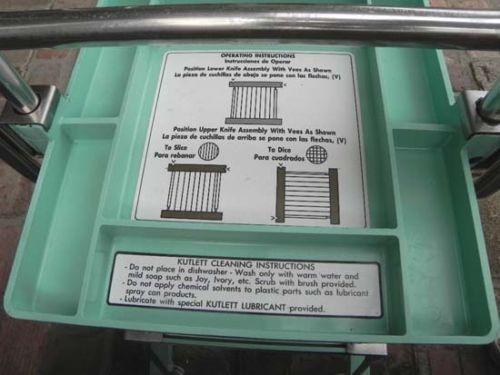 OPERATING INSTRUCTIONS
Instrucciones de Operar
Position Lower Knife Assembly With Vees As Shown
La pieza de cuchillas de abajo se pone con las flechas, (V)
Position Upper Knife Assembly With Vees As Shown
La pieza de cuchillas de arriba se pone con las flechas, (V)
To Slice
Para rebanar
To Dice
Para cuadrados
KUTLETT CLEANING INSTRUCTIONS
- Do not place in dishwasher - Wash only with warm water and
mild soap such as Joy, Ivory, etc. Scrub with brush provided.
- Do not apply chemical solvents to plastic parts such as lubricant
spray can products.
- Lubricate with special KUTLETT LUBRICANT provided.